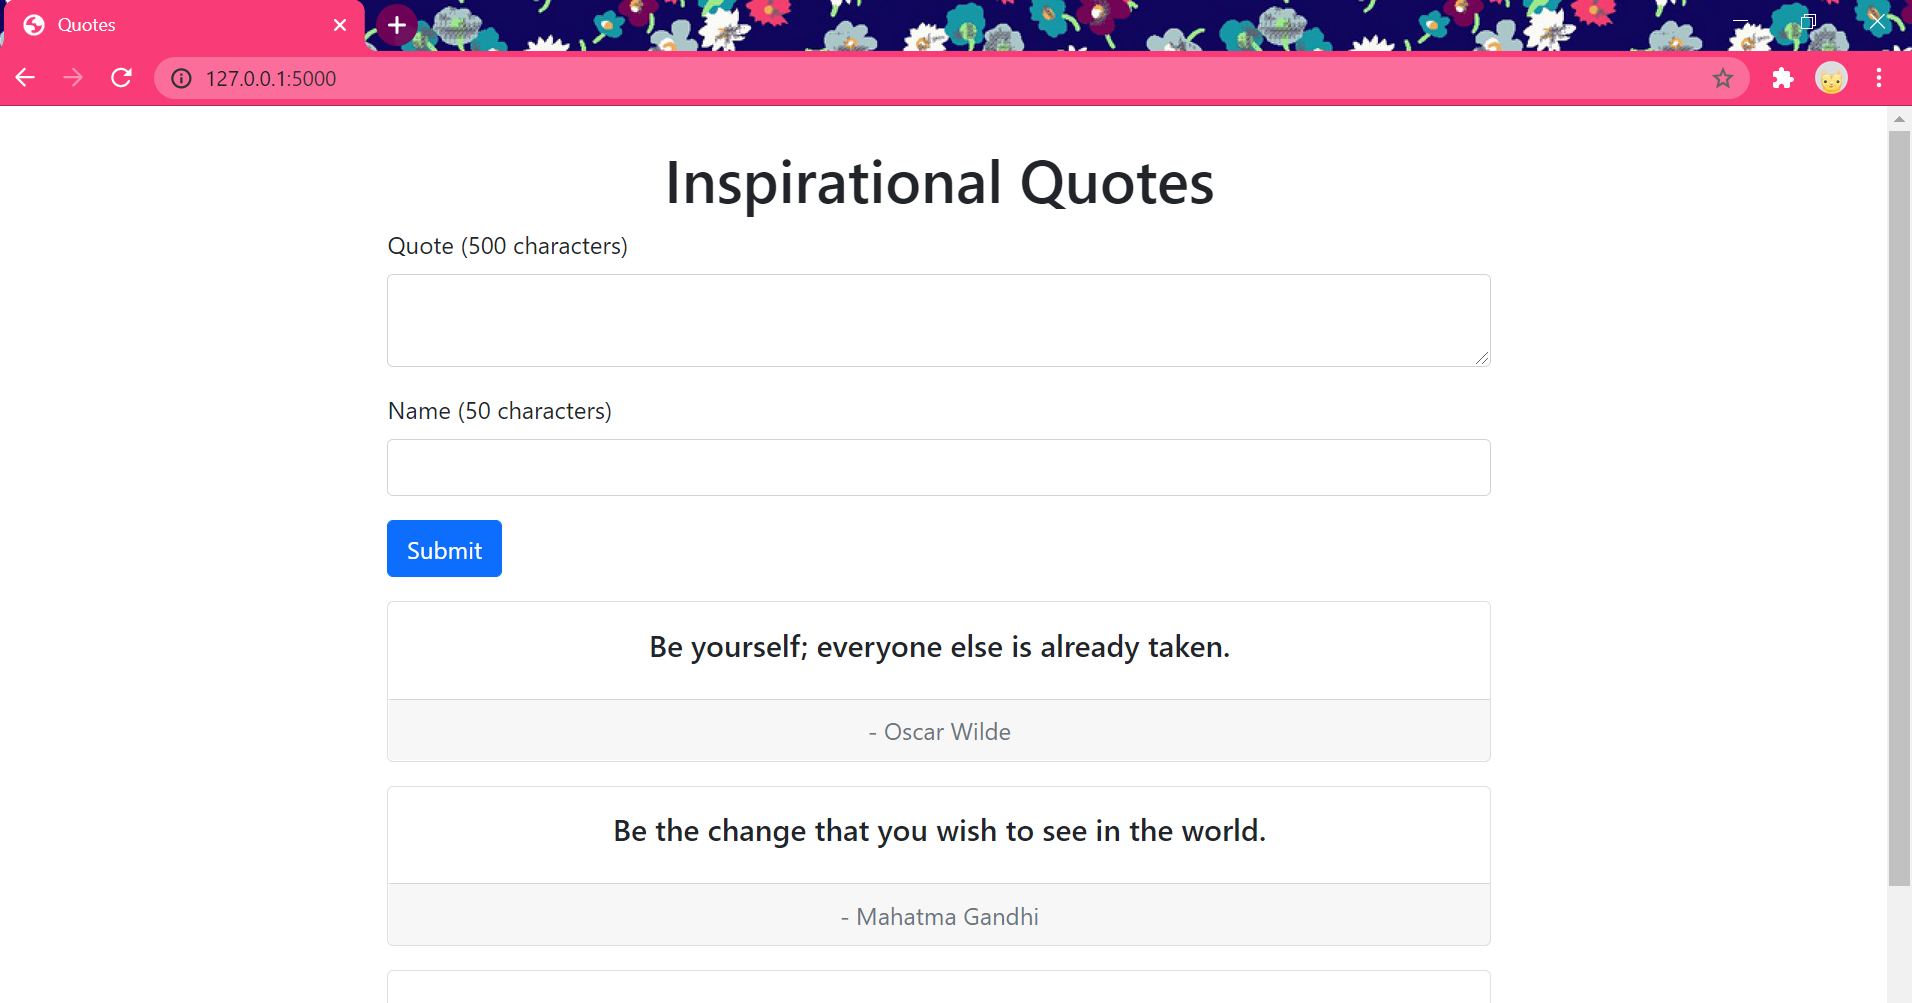 Quotes
127.0.0.1:5000
Inspirational Quotes
Quote (500 characters)
Name (50 characters)
Submit
Be yourself; everyone else is already taken.
- Oscar Wilde
Be the change that you wish to see in the world.
- Mahatma Gandhi